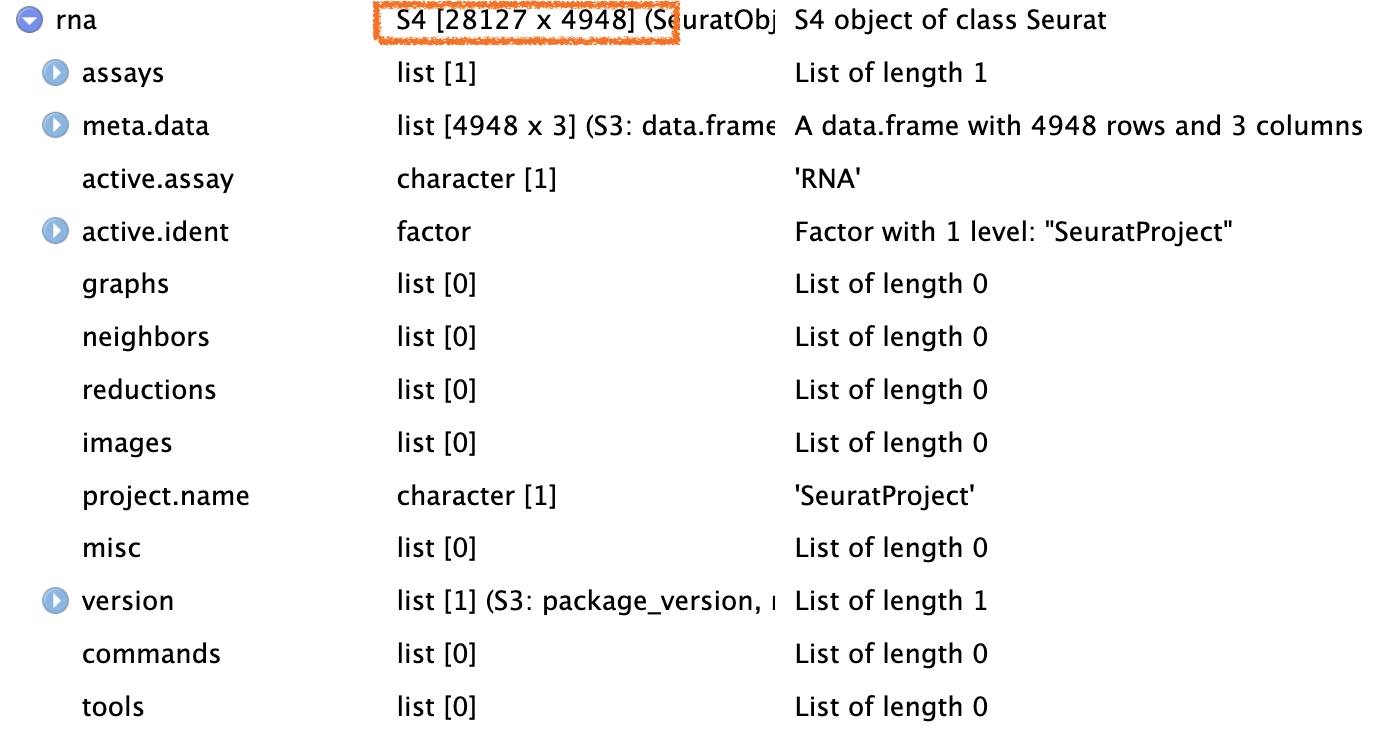 rna S4 [28127 x 4948] (SeuratObj S4 object of class Seurat
assays list [1] List of length 1
meta.data list [4948 x 3] (S3: data.frame A data.frame with 4948 rows and 3 columns
active.assay character [1] 'RNA'
active.ident factor Factor with 1 level: "SeuratProject"
graphs list [0] List of length 0
neighbors list [0] List of length 0
reductions list [0] List of length 0
images list [0] List of length 0
project.name character [1] 'SeuratProject'
misc list [0] List of length 0
version list [1] (S3: package_version, List of length 1
commands list [0] List of length 0
tools list [0] List of length 0